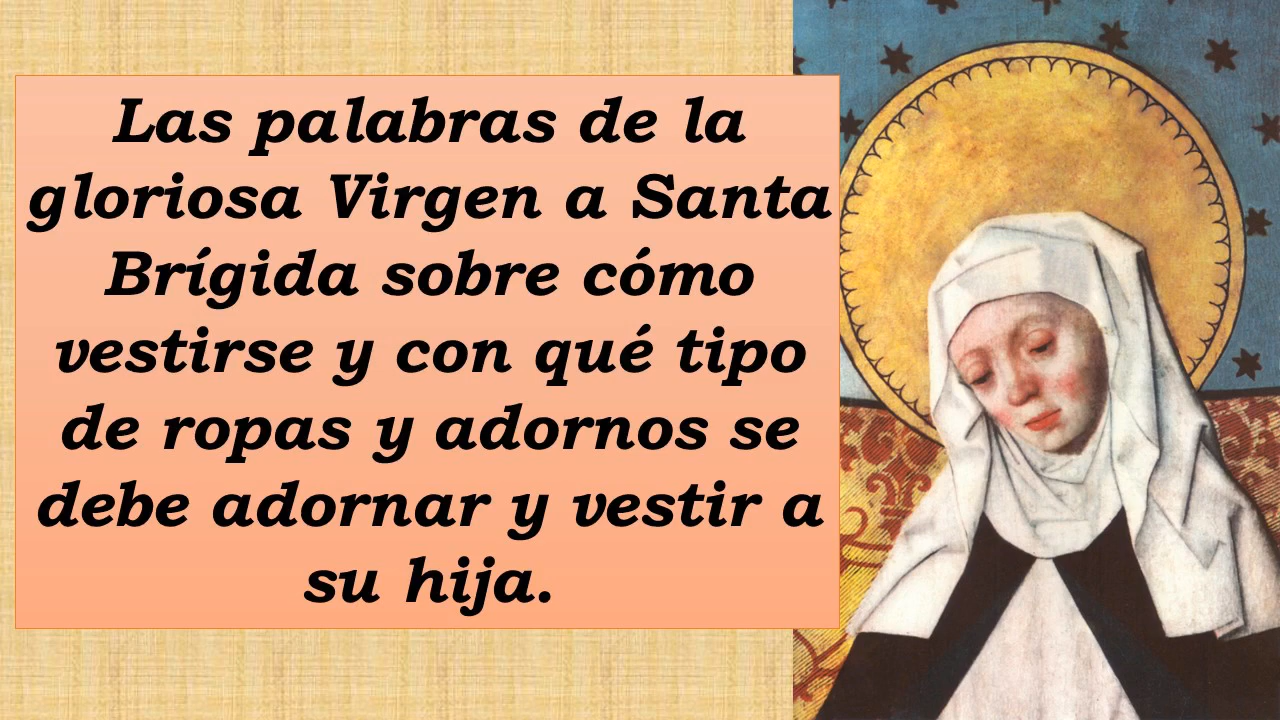 Las palabras de la
gloriosa Virgen a Santa
Brígida sobre cómo
vestirse y con qué tipo
de ropas y adornos se
debe adornar y vestir a
su hija.